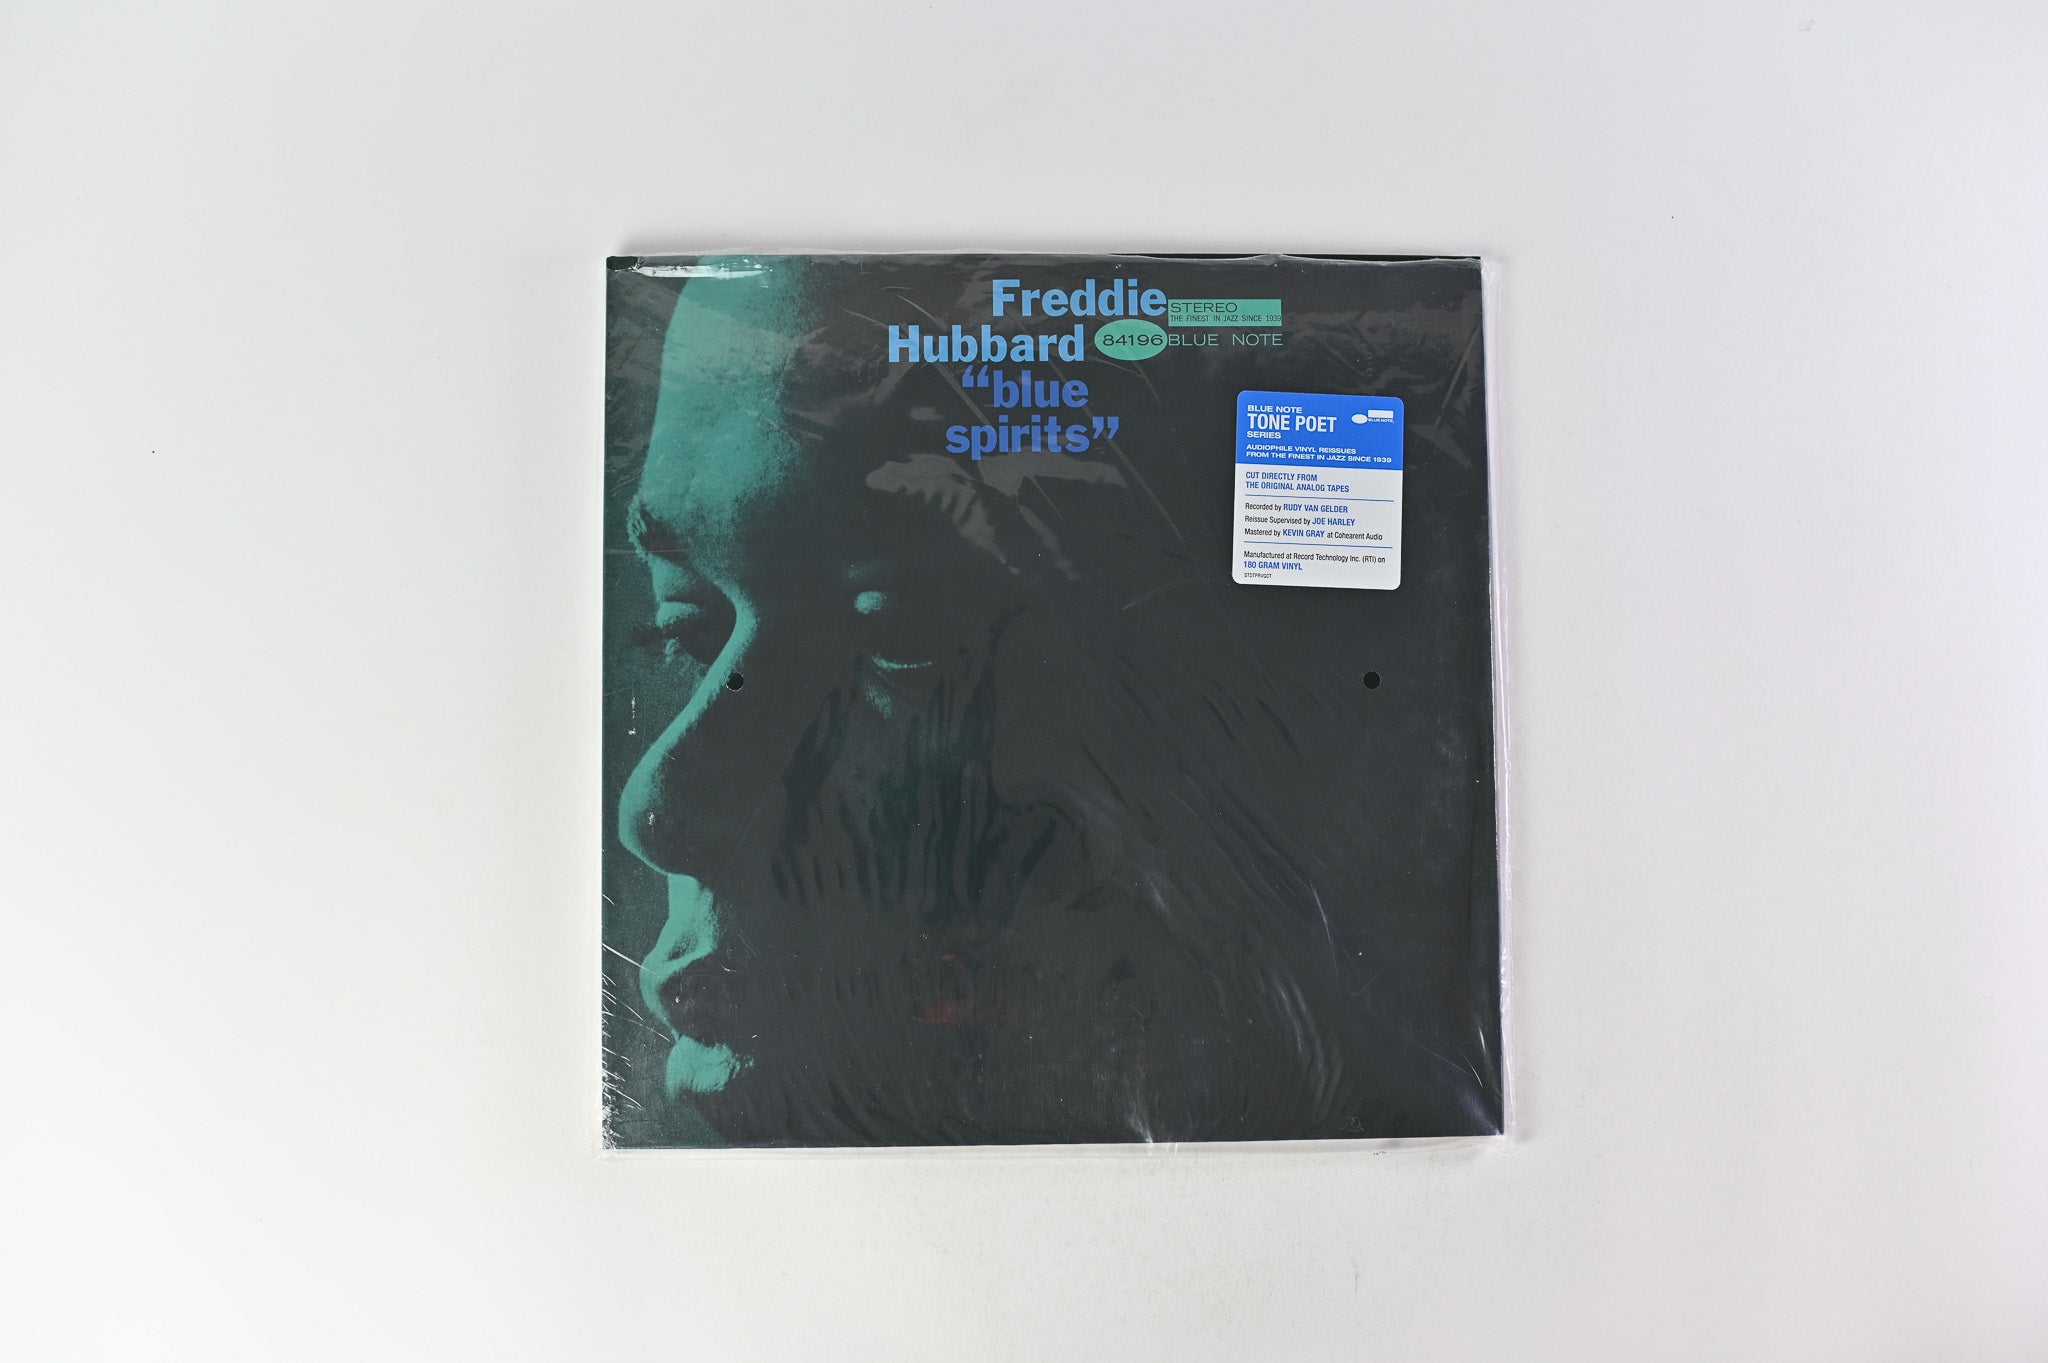 Freddie
Hubbard
“blue
spirits”
STEREO
THE FINEST IN JAZZ SINCE 1939
84196 BLUE NOTE
BLUE NOTE
TONE POET
SERIES
BLUE NOTE
AUDIOPHILE VINYL REISSUES
FROM THE FINEST IN JAZZ SINCE 1939
CUT DIRECTLY FROM
THE ORIGINAL ANALOG TAPES
Recorded by RUDY VAN GELDER
Reissue Supervised by JOE HARLEY
Mastered by KEVIN GRAY at Cohearent Audio
Manufactured at Record Technology Inc. (RTI) on
180 GRAM VINYL